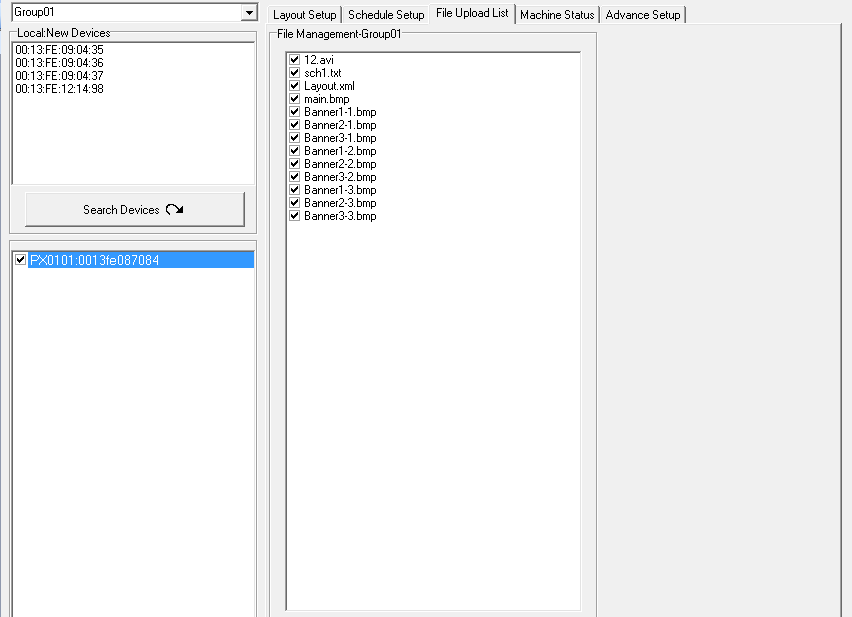 Group01
Local:New Devices
00:13:FE:09:04:35
00:13:FE:09:04:36
00:13:FE:09:04:37
00:13:FE:12:14:98
Search Devices
PX0101:0013fe087084
Layout Setup
Schedule Setup
File Upload List
Machine Status
Advance Setup
File Management-Group01
12.avi
sch1.txt
Layout.xml
main.bmp
Banner1-1.bmp
Banner2-1.bmp
Banner3-1.bmp
Banner1-2.bmp
Banner2-2.bmp
Banner3-2.bmp
Banner1-3.bmp
Banner2-3.bmp
Banner3-3.bmp